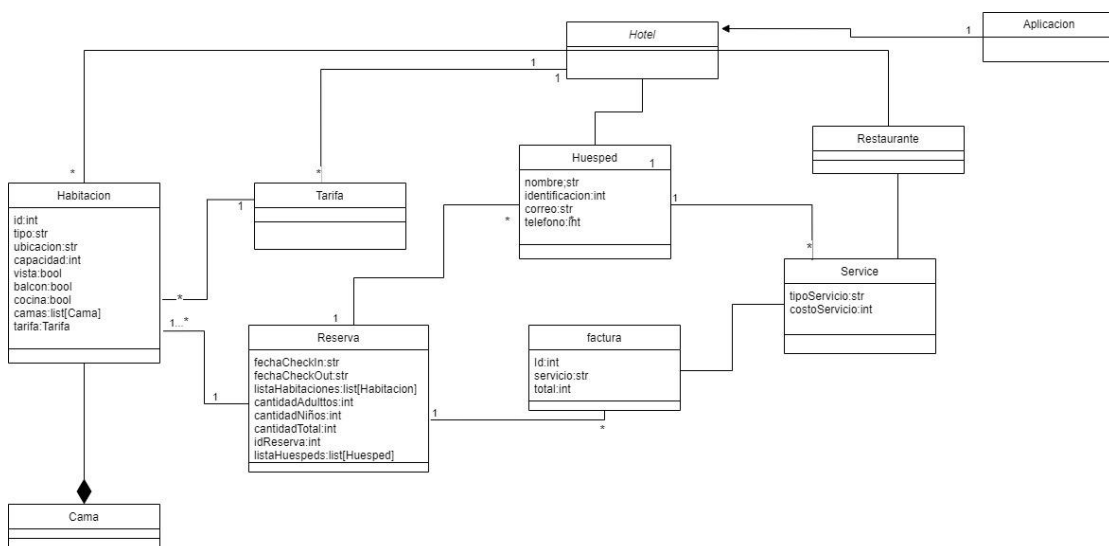 Hotel
Aplicacion
1
1
1
*
*
Restaurante
Habitacion
id:int
tipo:str
ubicacion:str
capacidad:int
vista:bool
balcon:bool
cocina:bool
camas:list[Cama]
tarifa:Tarifa
Tarifa
1
*
1...*
1
Huesped
1
nombre;str
identificacion:int
correo:str
telefono:int
*
*
1
*
Service
tipoServicio:str
costoServicio:int
1
Reserva
fechaCheckIn:str
fechaCheckOut:str
listaHabitaciones:list[Habitacion]
cantidadAdulttos:int
cantidadNiños:int
cantidadTotal:int
idReserva:int
listaHuespeds:list[Huesped]
1
*
factura
Id:int
servicio:str
total:int
Cama